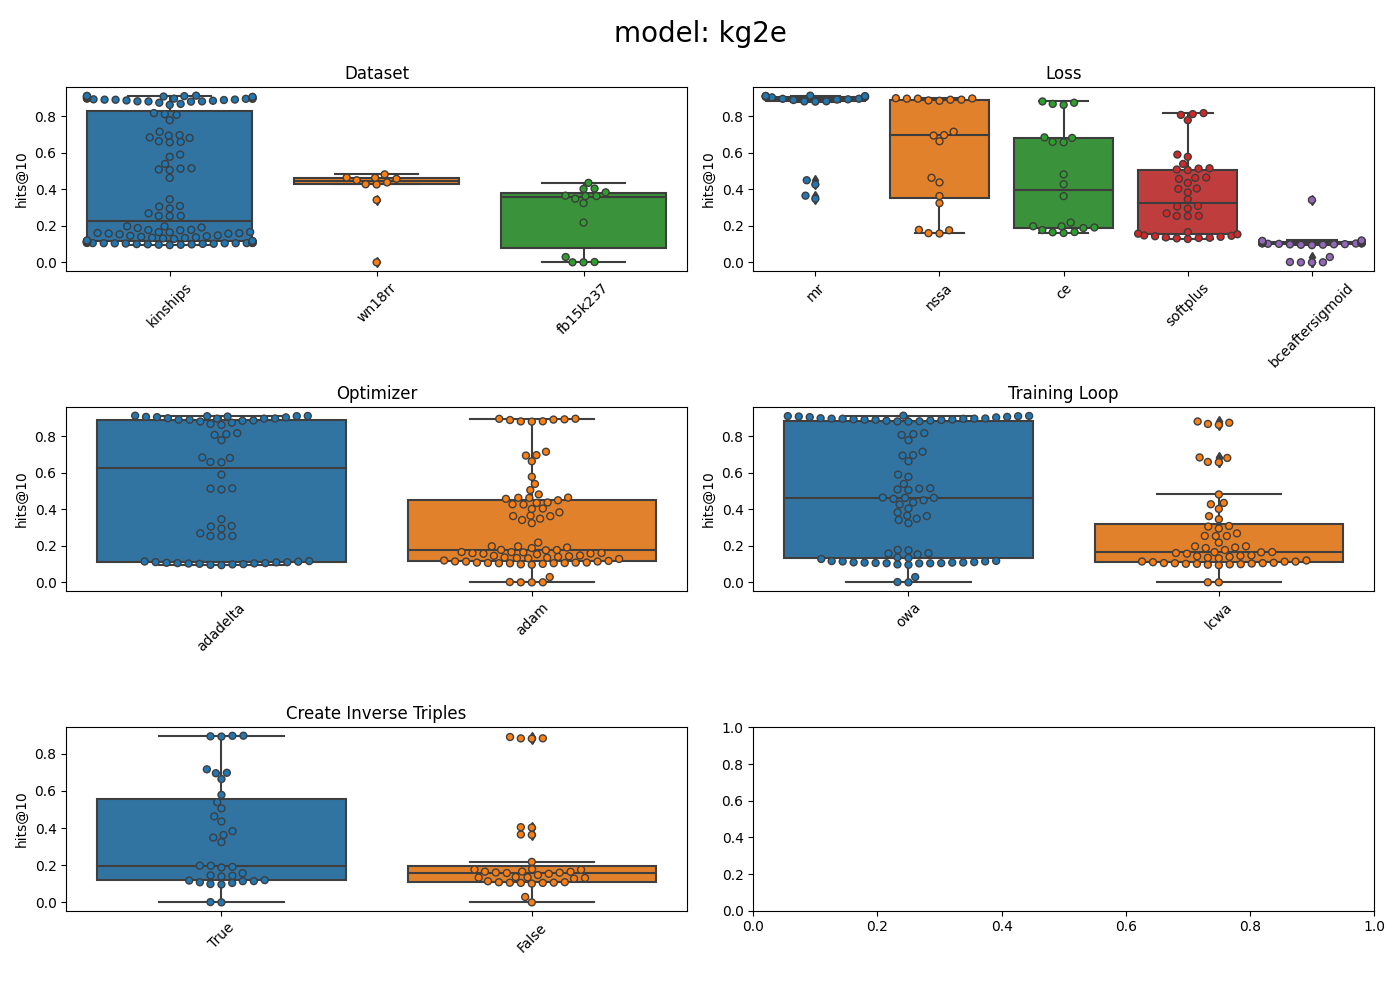 model: kg2e
Dataset
hits@10
0.8
0.6
0.4
0.2
0.0
kinships
wn18rr
fb15k237
Loss
hits@10
0.8
0.6
0.4
0.2
0.0
mr
nssa
ce
softplus
bceaftersigmoid
Optimizer
hits@10
0.8
0.6
0.4
0.2
0.0
adadelta
adam
Training Loop
hits@10
0.8
0.6
0.4
0.2
0.0
owa
lcwa
Create Inverse Triples
hits@10
0.8
0.6
0.4
0.2
0.0
True
False
1.0
0.8
0.6
0.4
0.2
0.0
0.0 0.2 0.4 0.6 0.8 1.0